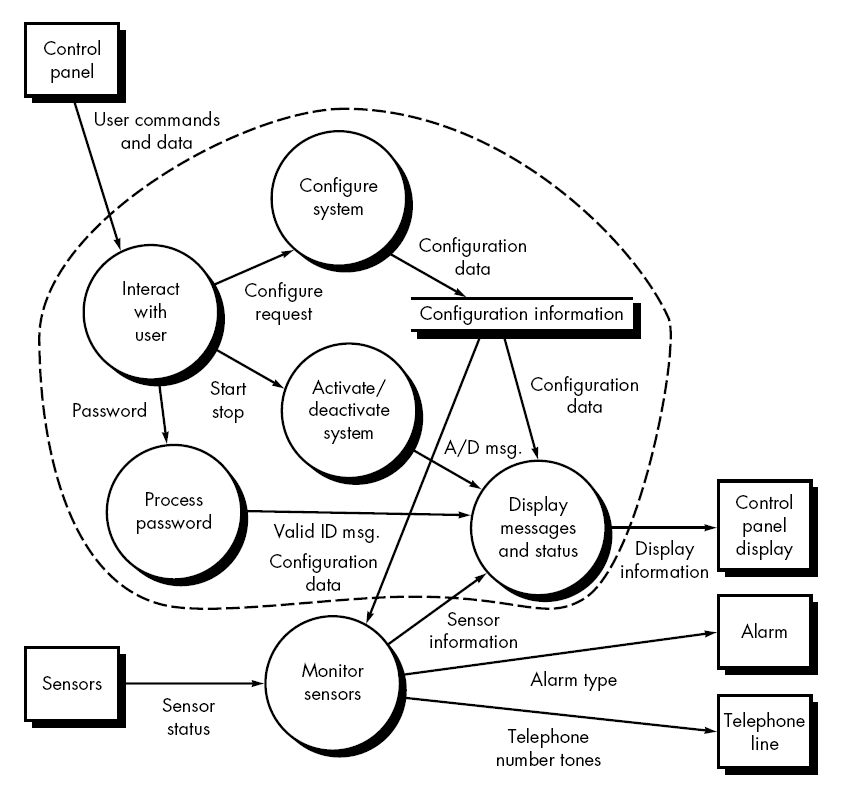 Control
panel
User commands
and data
Configure
system
Configuration
data
Interact
with
user
Configure
request
Configuration information
Start
stop
Activate/
deactivate
system
Configuration
data
Password
A/D msg.
Process
password
Valid ID msg.
Display
messages
and status
Control
panel
display
Display
information
Configuration
data
Sensor
information
Alarm
Sensors
Monitor
sensors
Sensor
status
Alarm type
Telephone
line
Telephone
number tones